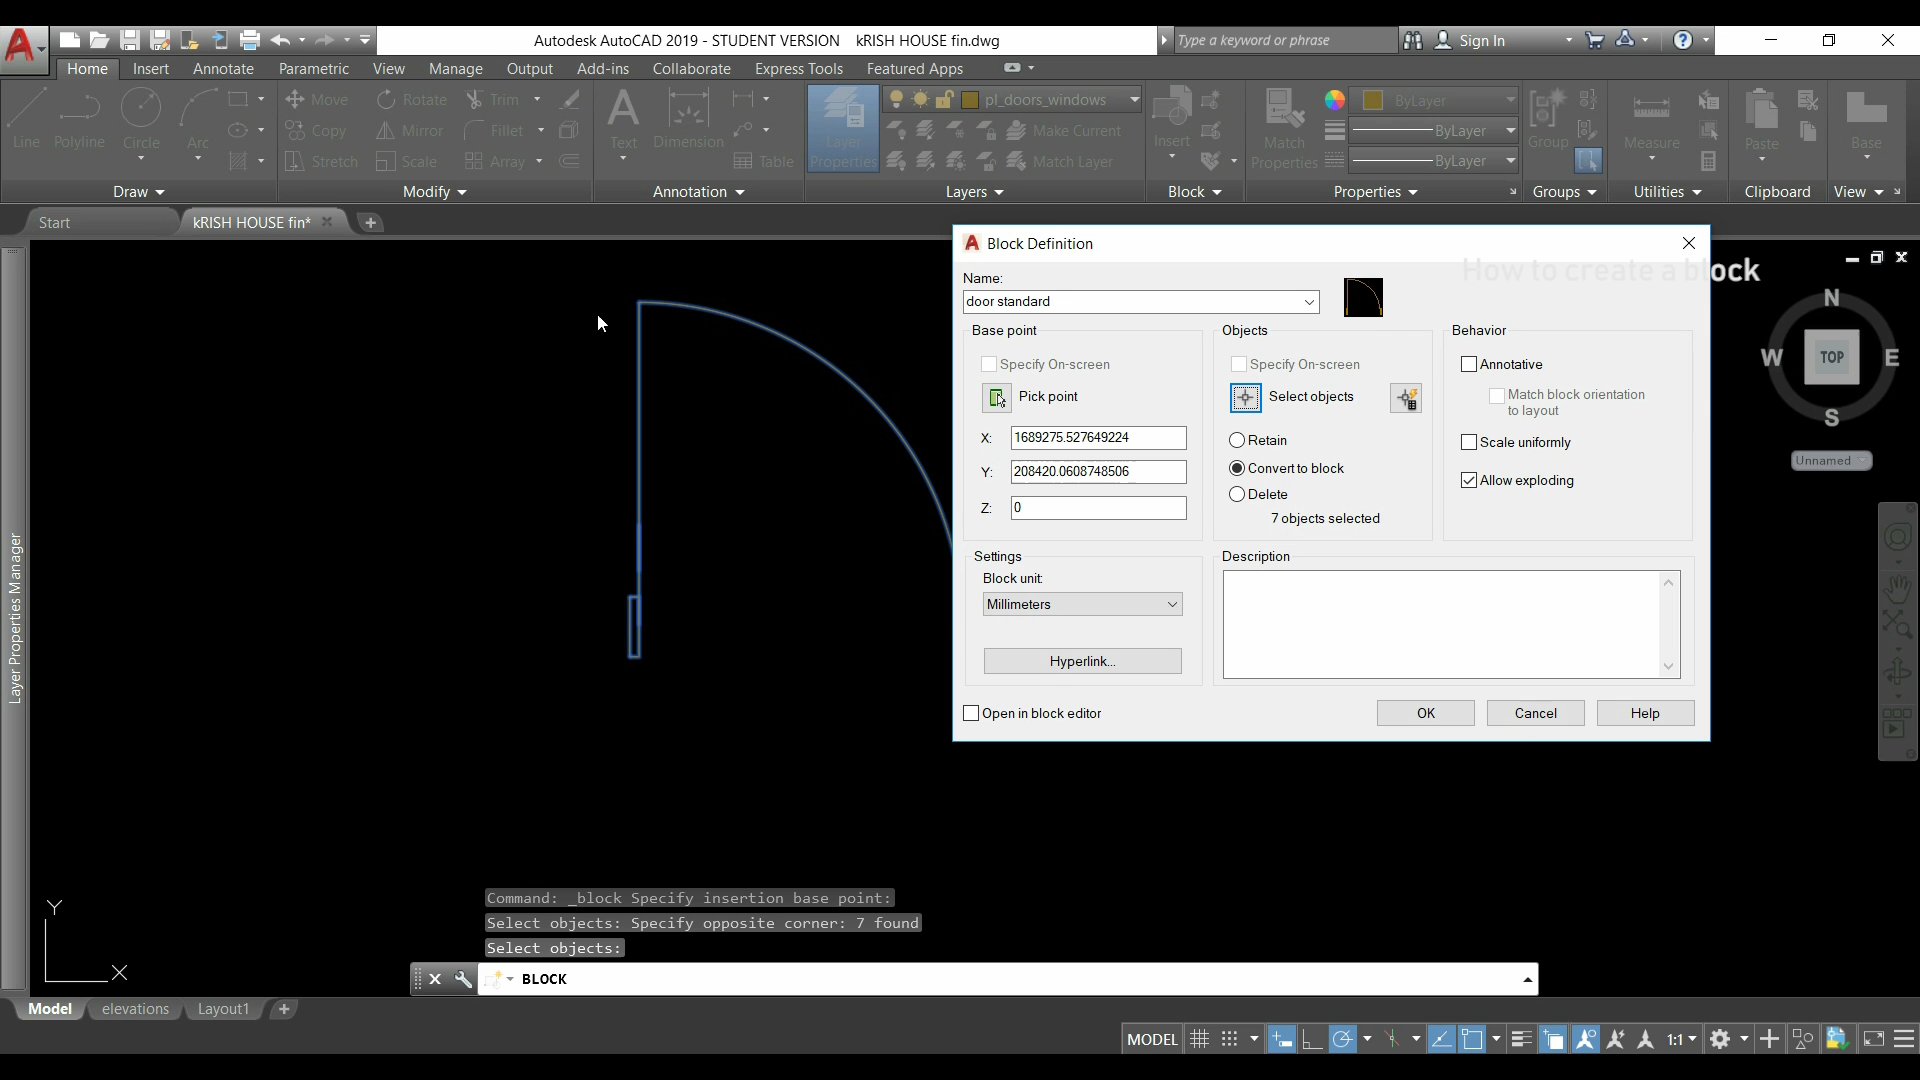 Autodesk AutoCAD 2019 - STUDENT VERSION kRISH HOUSE fin.dwg
Type a keyword or phrase
Sign In
Home Insert Annotate Parametric View Manage Output Add-ins Collaborate Express Tools Featured Apps
Line Polyline Circle Arc
Move Rotate Trim
Copy Mirror Fillet
Stretch Scale Array
Text Dimension Table
Layer Properties
pl_doors_windows
Make Current
Match Layer
Insert
Match Properties
ByLayer
ByLayer
ByLayer
Group
Measure
Paste
Base
Draw Modify Annotation Layers Block Properties Groups Utilities Clipboard View
Start kRISH HOUSE fin*
Layer Properties Manager
How to create a block
Block Definition
Name:
door standard
Base point
Specify On-screen
Pick point
X: 1689275.527649224
Y: 208420.0608748506
Z: 0
Objects
Specify On-screen
Select objects
Retain
Convert to block
Delete
7 objects selected
Behavior
Annotative
Match block orientation
to layout
Scale uniformly
Allow exploding
Settings
Block unit:
Millimeters
Hyperlink...
Description
Open in block editor
OK Cancel Help
N
W TOP E
S
Unnamed
Command: _block Specify insertion base point:
Select objects: Specify opposite corner: 7 found
Select objects:
BLOCK
Y
X
Model elevations Layout1
MODEL 1:1